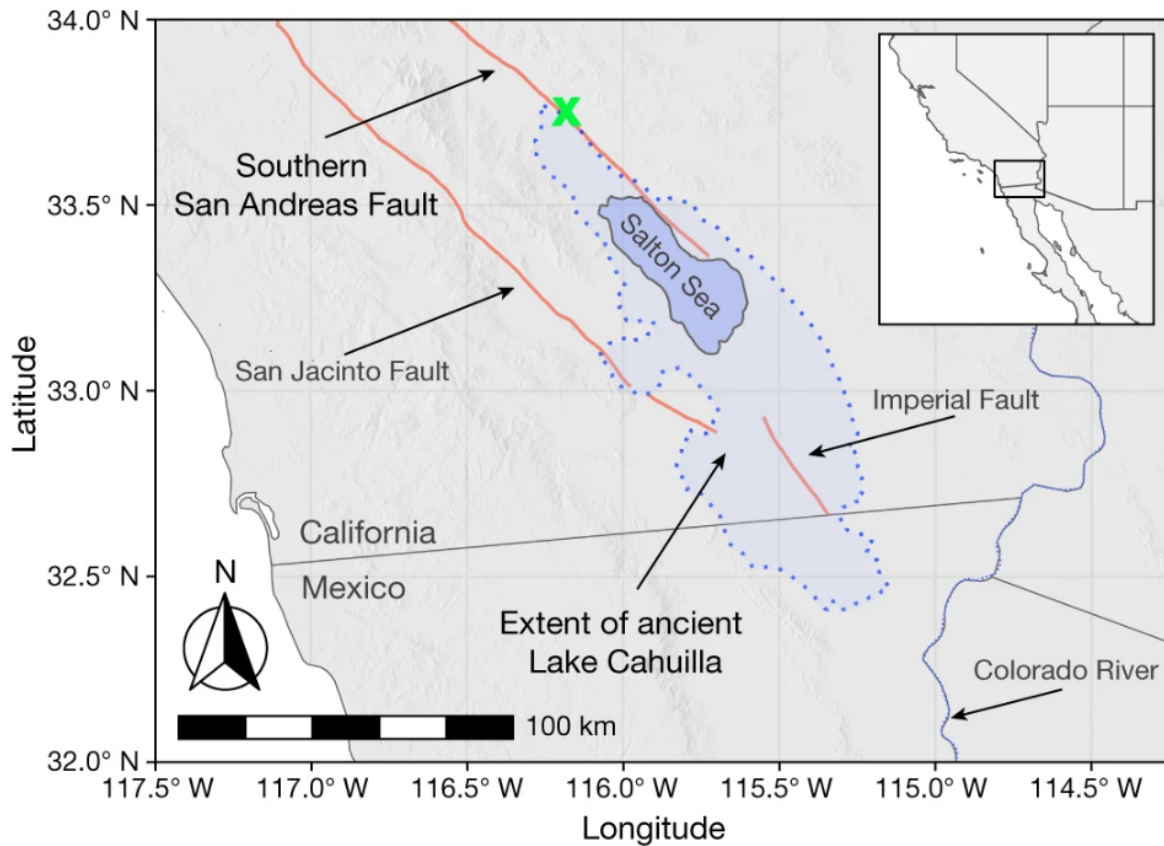 34.0° N
33.5° N
33.0° N
32.5° N
32.0° N
Latitude
Southern
San Andreas Fault
X
Salton Sea
San Jacinto Fault
Imperial Fault
California
Mexico
N
Extent of ancient
Lake Cahuilla
Colorado River
100 km
117.5° W
117.0° W
116.5° W
116.0° W
115.5° W
115.0° W
114.5° W
Longitude